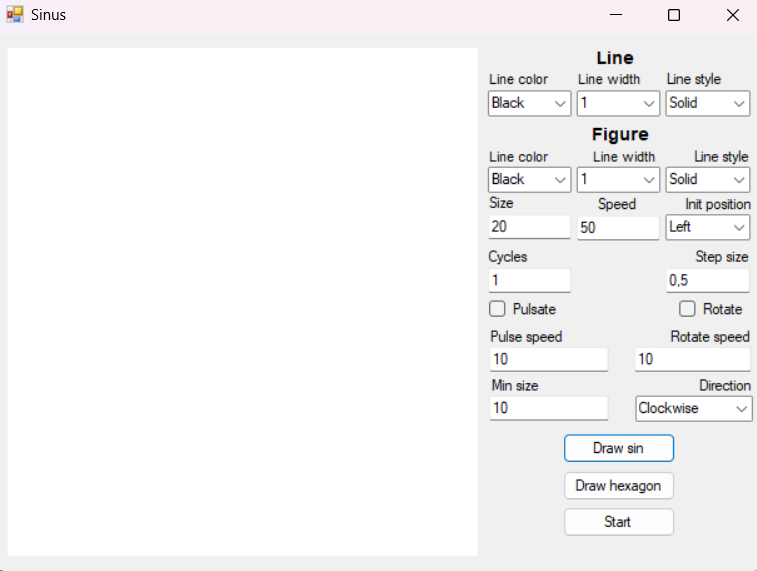 Sinus
Line
Line color Line width Line style
Black 1 Solid
Figure
Line color Line width Line style
Black 1 Solid
Size Speed Init position
20 50 Left
Cycles Step size
1 0,5
Pulsate Rotate
Pulse speed Rotate speed
10 10
Min size Direction
10 Clockwise
Draw sin
Draw hexagon
Start